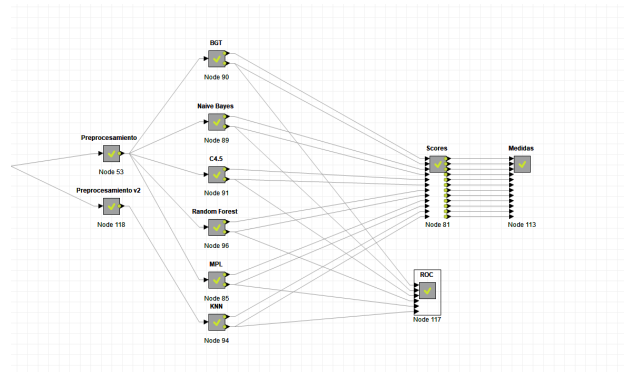 BGT
Node 90
Naive Bayes
Node 89
Preprocesamiento
Node 53
C4.5
Node 91
Scores
Node 81
Medidas
Node 113
Preprocesamiento v2
Node 118
Random Forest
Node 96
MPL
Node 85
ROC
Node 117
KNN
Node 94